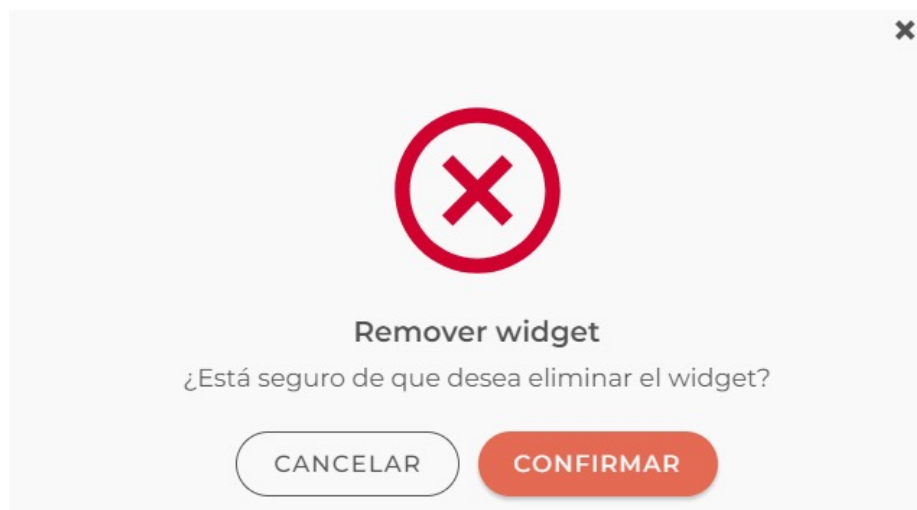 Remover widget
¿Está seguro de que desea eliminar el widget?
CANCELAR CONFIRMAR